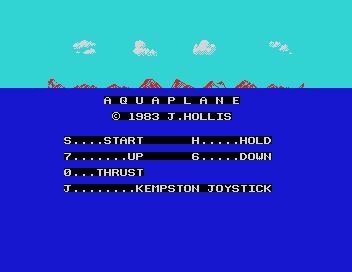 A Q U A P L A N E
© 1983 J.HOLLIS
S....START H.....HOLD
7.......UP 6.....DOWN
0...THRUST
J........KEMPSTON JOYSTICK